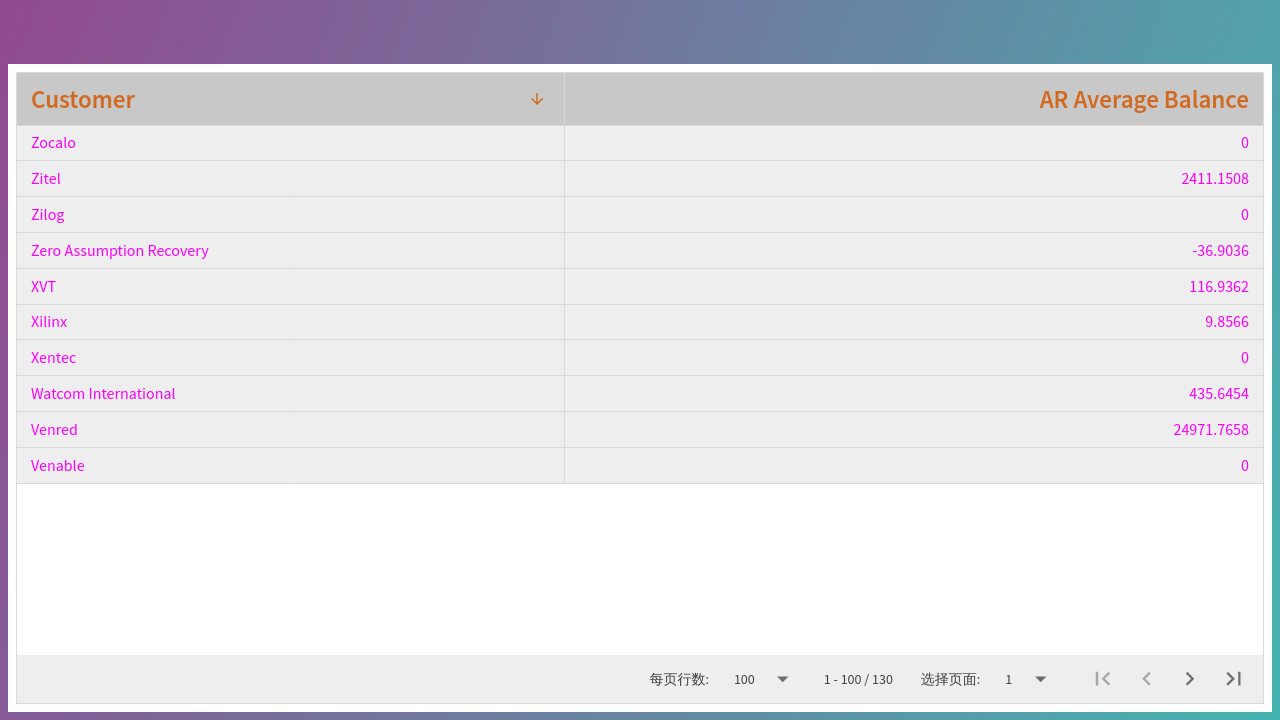 Customer AR Average Balance
Zocalo 0
Zitel 2411.1508
Zilog 0
Zero Assumption Recovery -36.9036
XVT 116.9362
Xilinx 9.8566
Xentec 0
Watcom International 435.6454
Venred 24971.7658
Venable 0
每页行数: 100 1 - 100 / 130 选择页面: 1